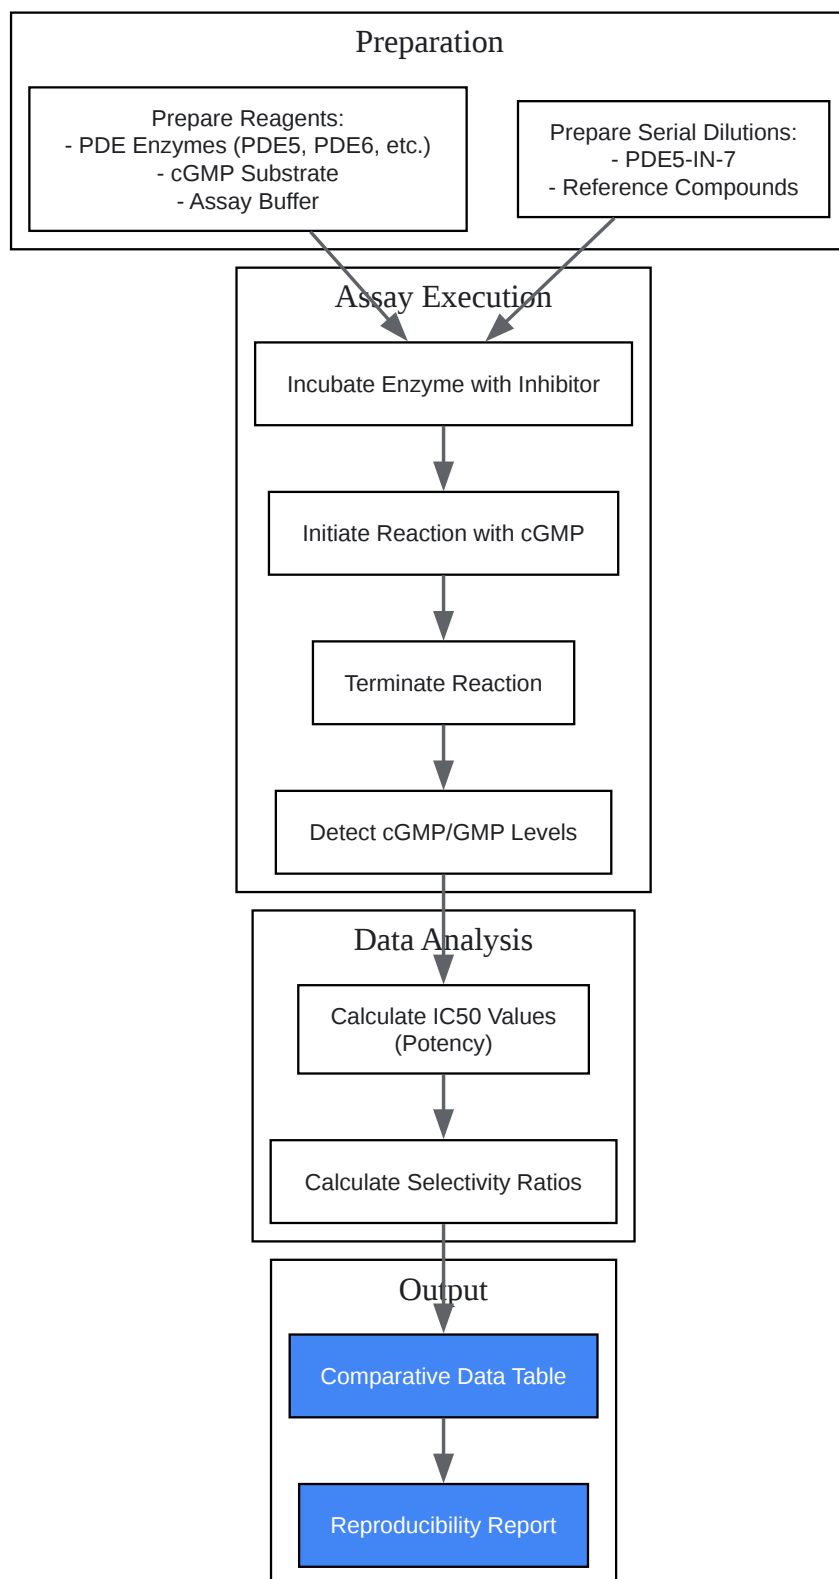 Preparation
Prepare Reagents:
- PDE Enzymes (PDE5, PDE6, etc.)
- cGMP Substrate
- Assay Buffer
Prepare Serial Dilutions:
- PDE5-IN-7
- Reference Compounds
Assay Execution
Incubate Enzyme with Inhibitor
Initiate Reaction with cGMP
Terminate Reaction
Detect cGMP/GMP Levels
Data Analysis
Calculate IC50 Values
(Potency)
Calculate Selectivity Ratios
Output
Comparative Data Table
Reproducibility Report